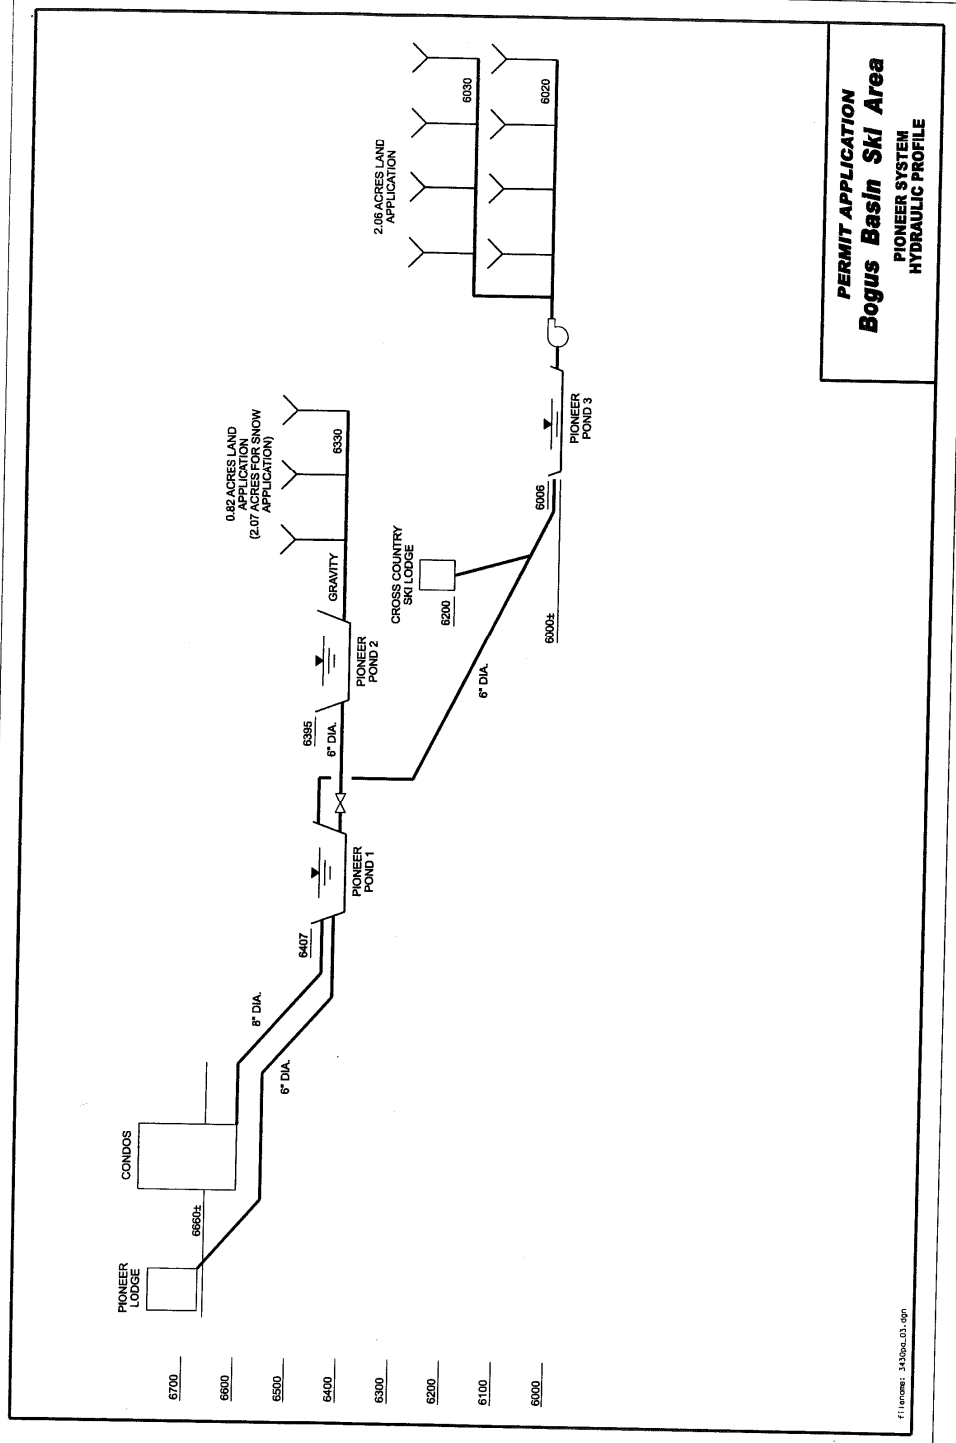 6700
6600
6500
6400
6300
6200
6100
6000
PIONEER
LODGE
6660±
CONDOS
8" DIA.
6" DIA.
6407
PIONEER
POND 1
6395
6" DIA.
PIONEER
POND 2
GRAVITY
0.82 ACRES LAND
APPLICATION
(2.07 ACRES FOR SNOW
APPLICATION)
6330
6" DIA.
CROSS COUNTRY
SKI LODGE
6200
6000±
6006
PIONEER
POND 3
2.06 ACRES LAND
APPLICATION
6030
6020
PERMIT APPLICATION
Bogus Basin Ski Area
PIONEER SYSTEM
HYDRAULIC PROFILE
filename: 3430pa_03.dgn